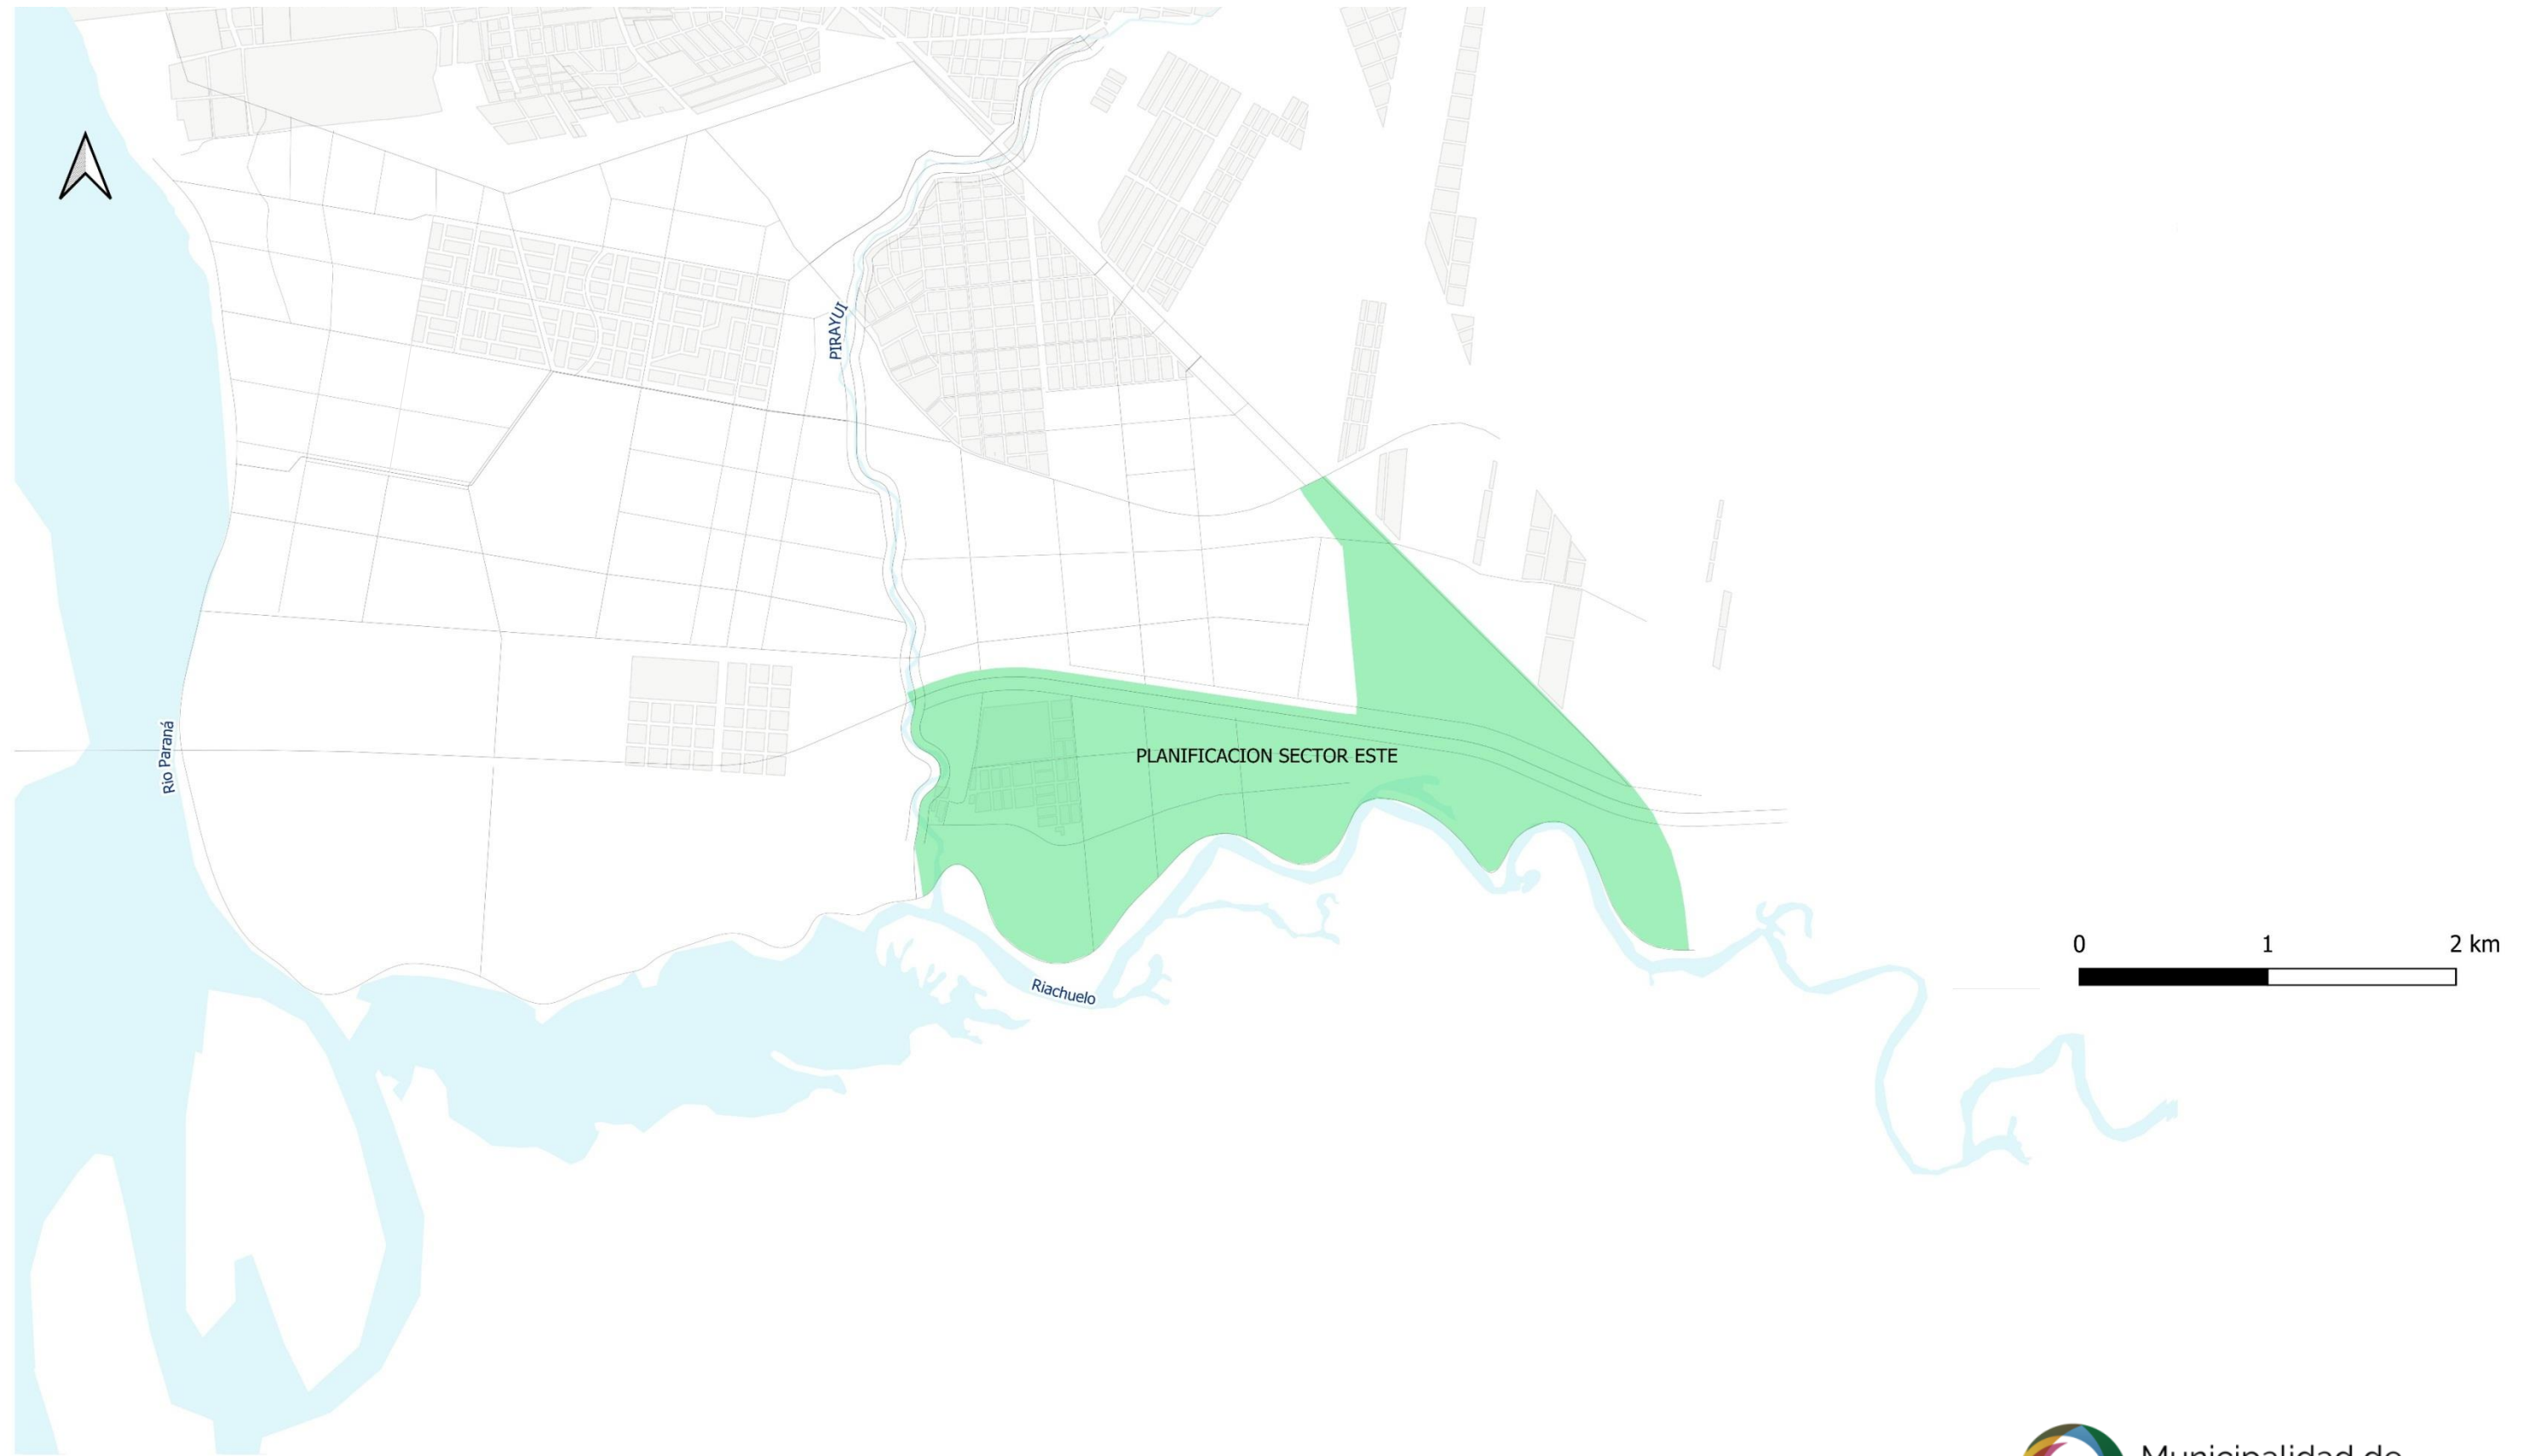 PIRAYUI
Rio Paraná
PLANIFICACION SECTOR ESTE
Riachuelo
0 1 2 km
Municipalidad de